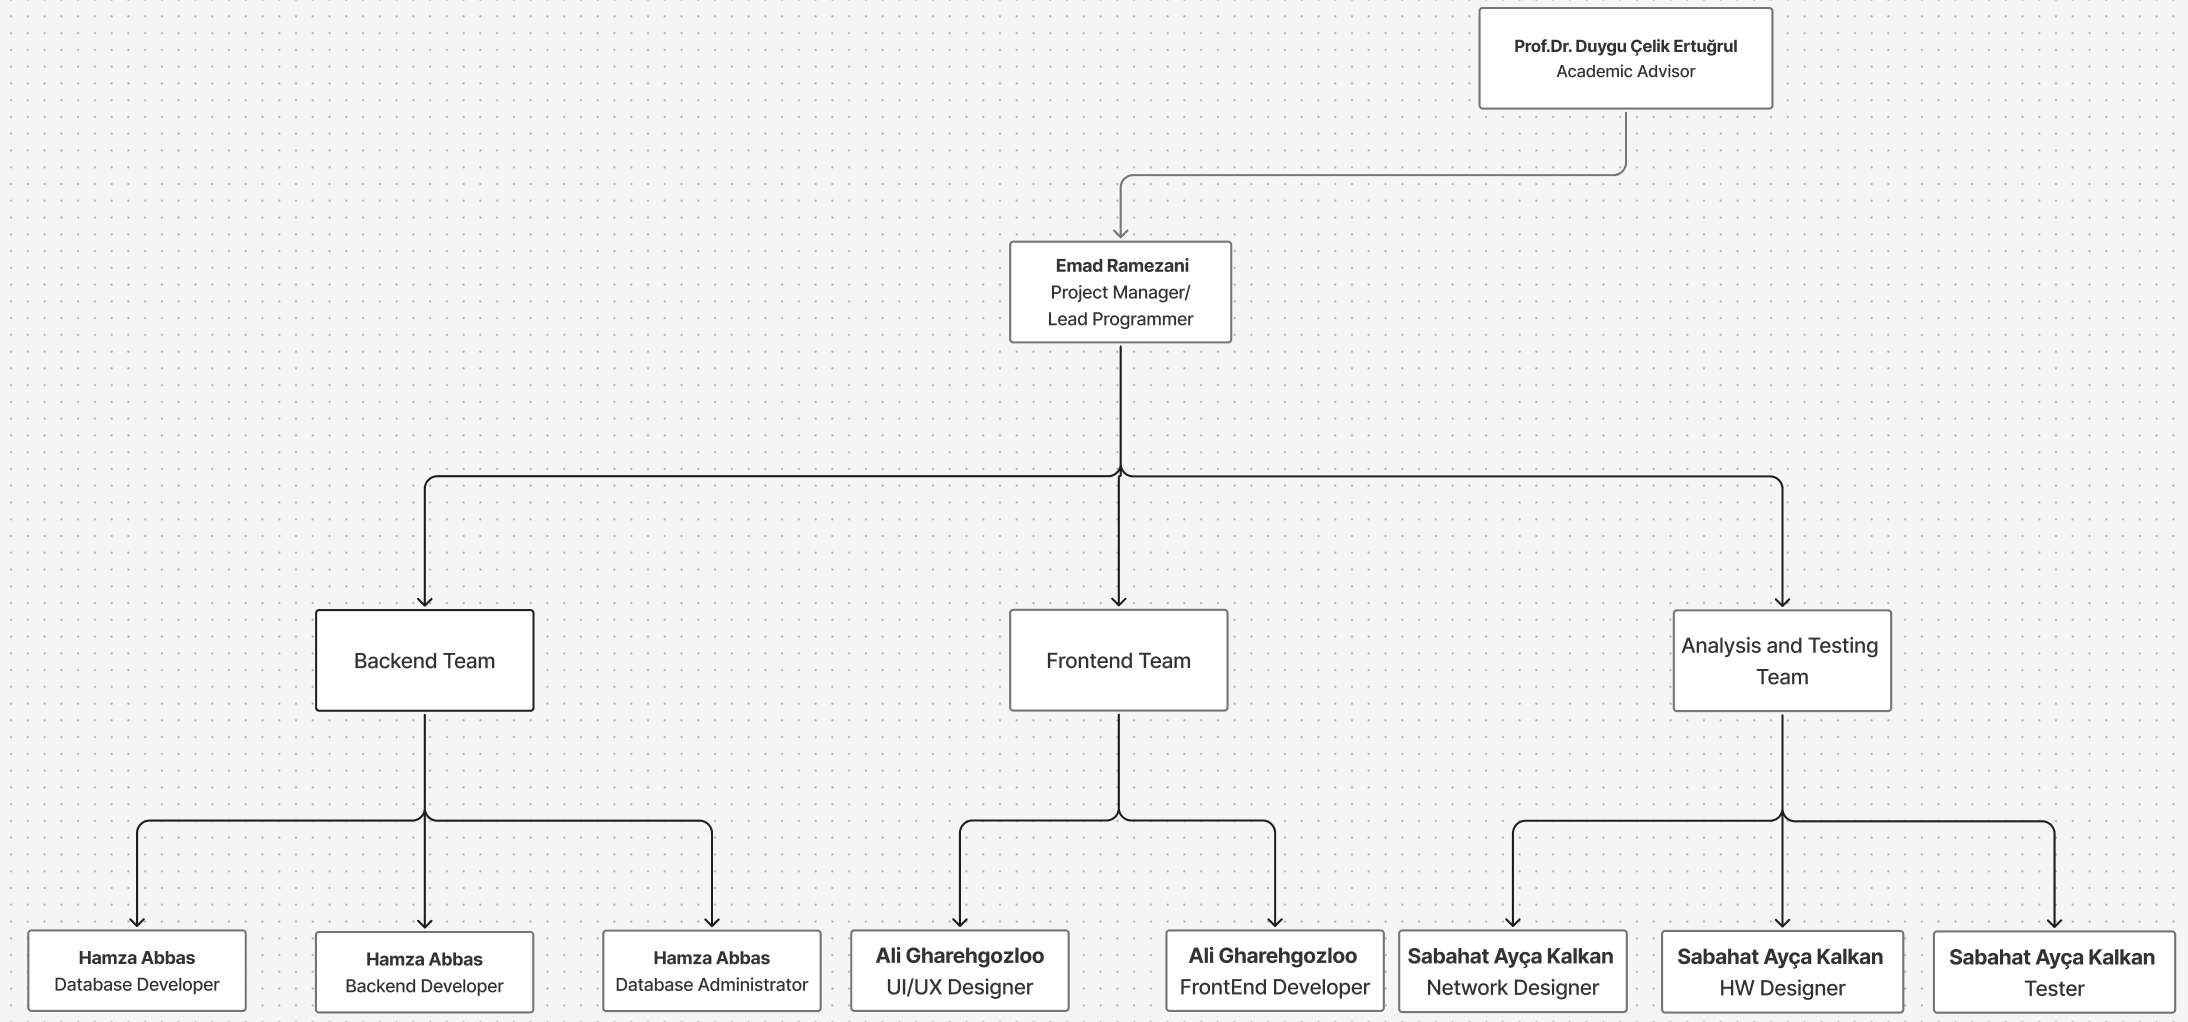 Prof.Dr. Duygu Çelik Ertuğrul
Academic Advisor
Emad Ramezani
Project Manager/
Lead Programmer
Backend Team
Frontend Team
Analysis and Testing
Team
Hamza Abbas
Database Developer
Hamza Abbas
Backend Developer
Hamza Abbas
Database Administrator
Ali Gharehgozloo
UI/UX Designer
Ali Gharehgozloo
FrontEnd Developer
Sabahat Ayça Kalkan
Network Designer
Sabahat Ayça Kalkan
HW Designer
Sabahat Ayça Kalkan
Tester